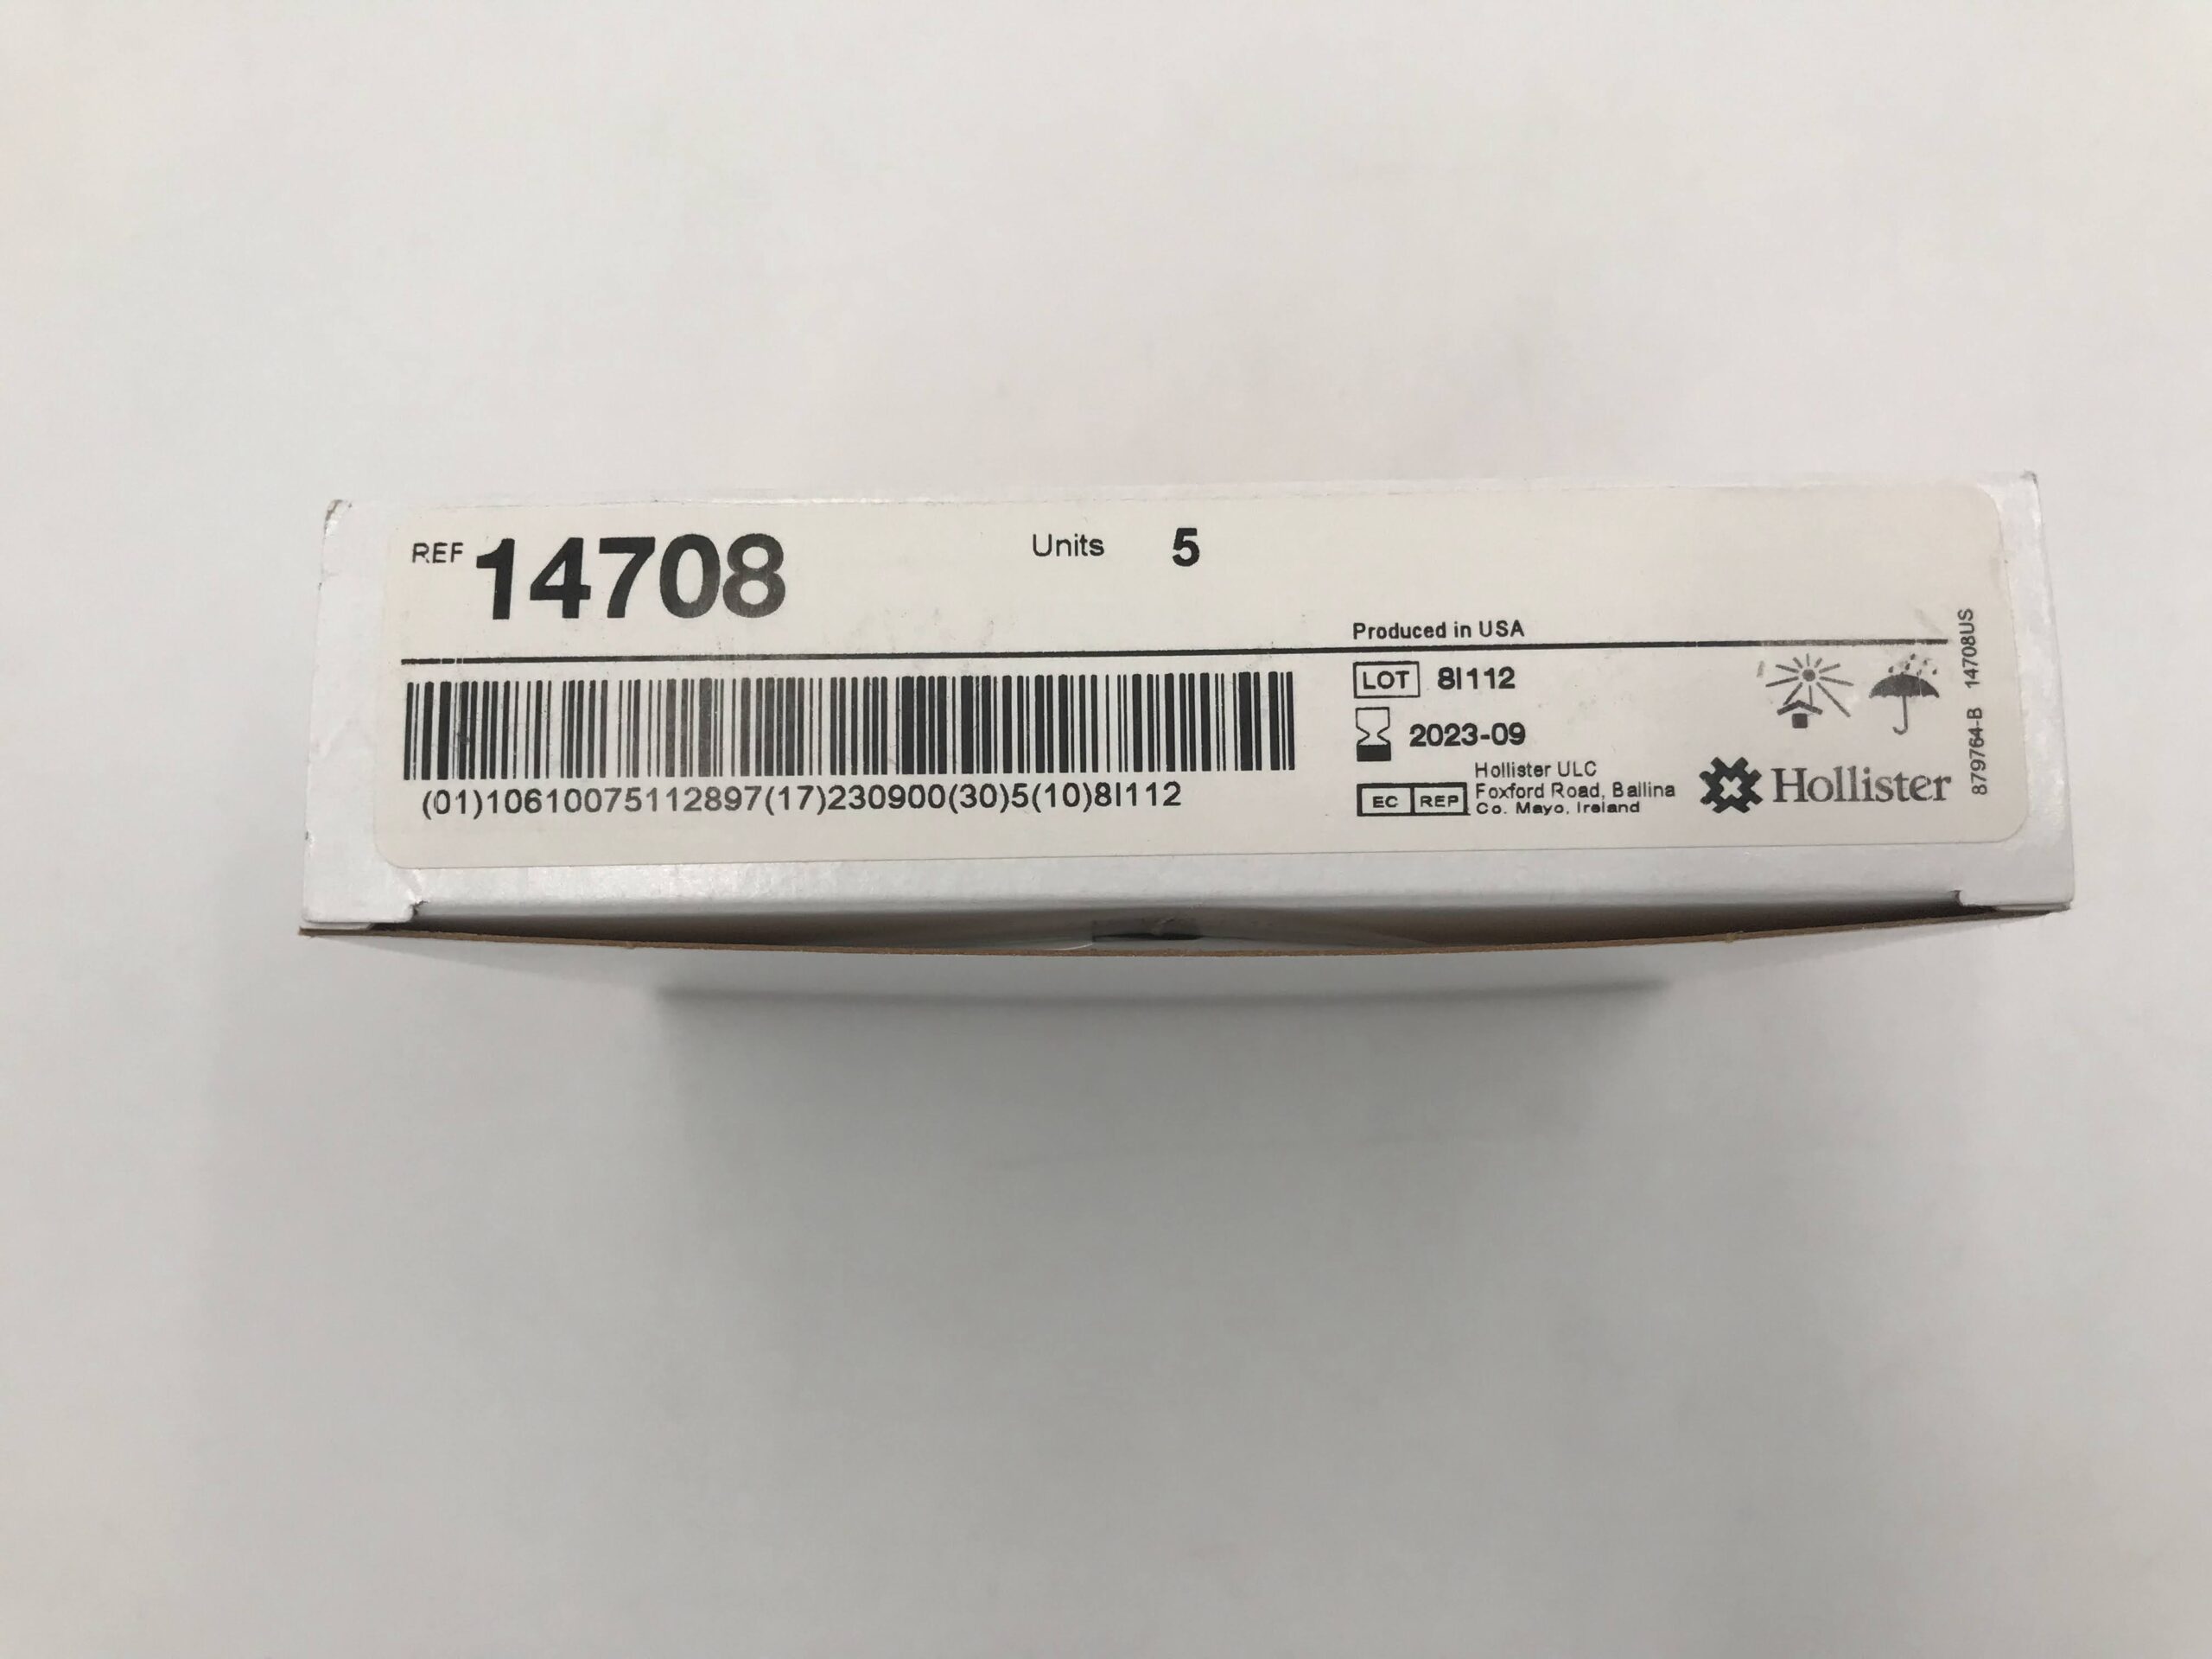 REF 14708
Units 5
Produced in USA
(01)10610075112897(17)230900(30)5(10)8I112
LOT 8I112
2023-09
EC REP
Hollister ULC
Foxford Road, Ballina
Co. Mayo, Ireland
Hollister
879764-B 14708US